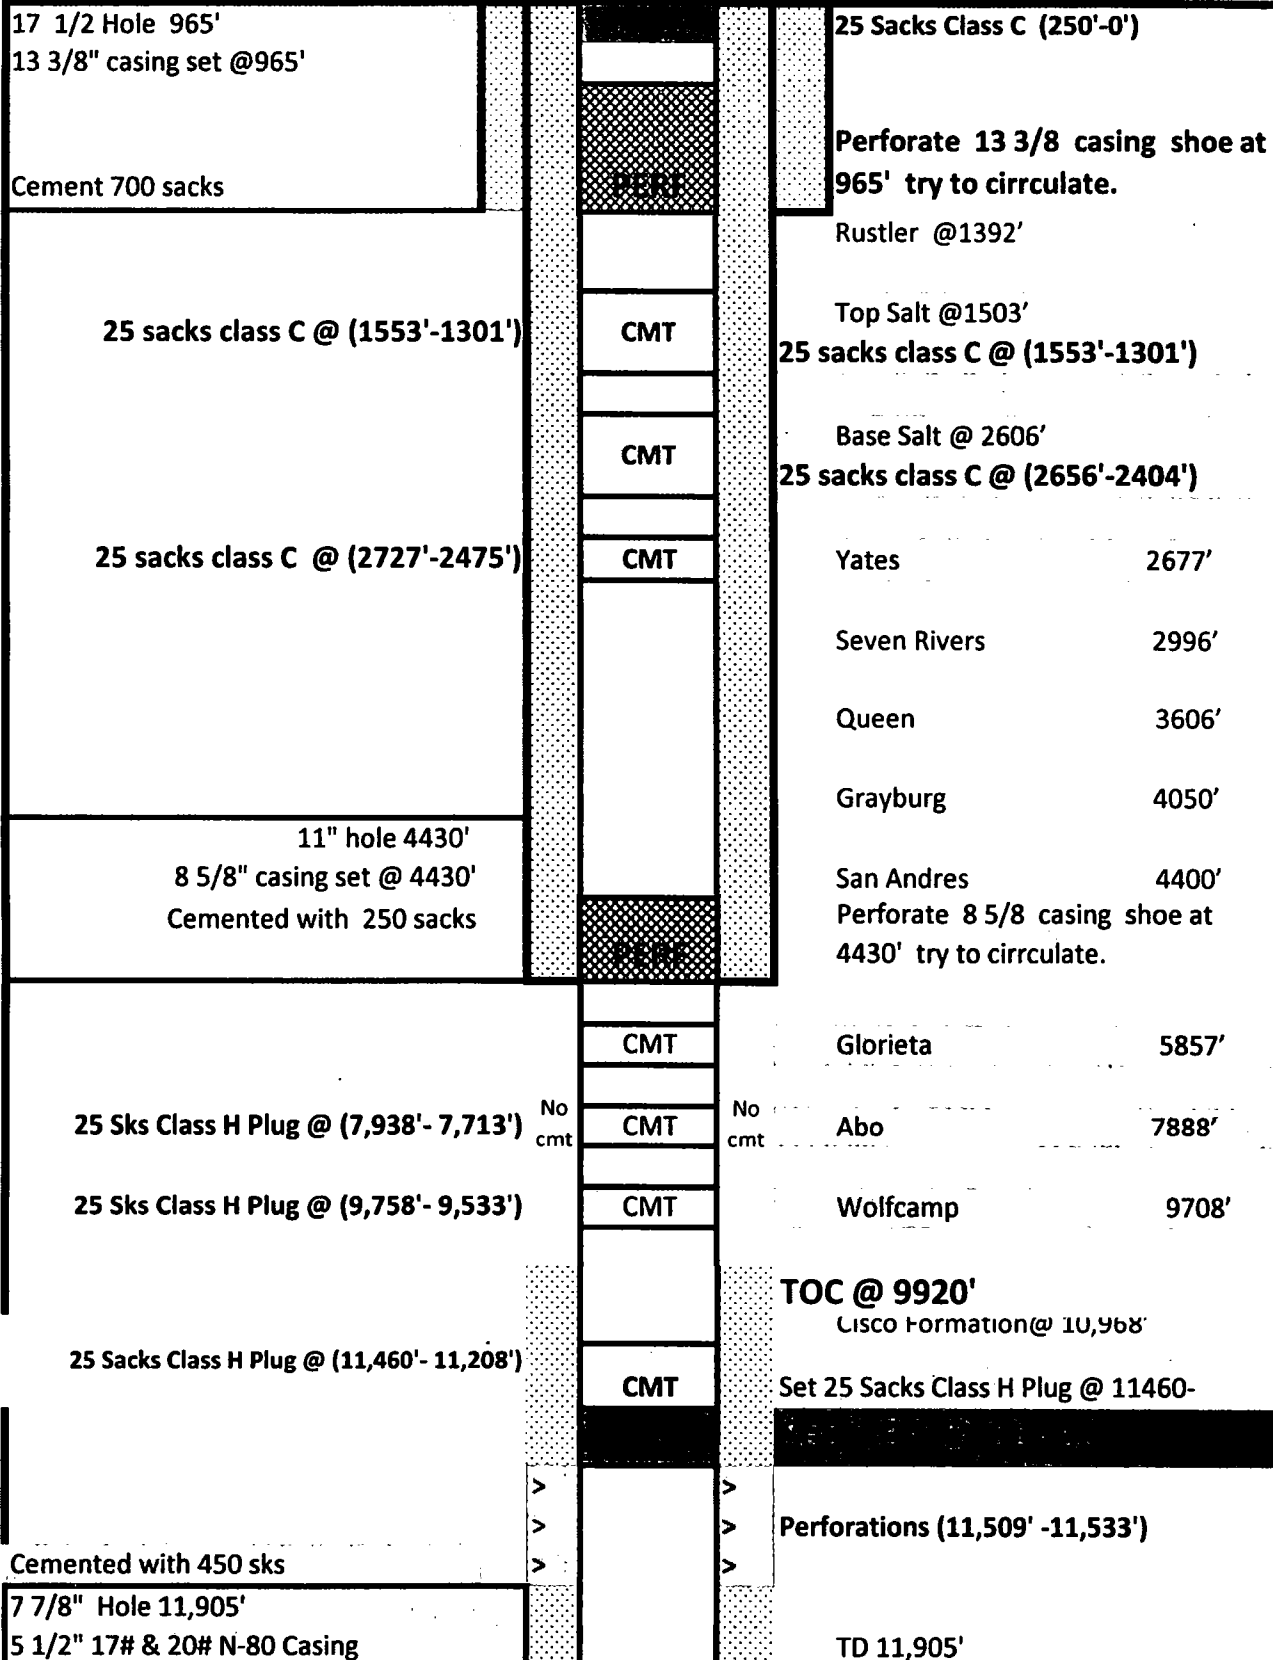 17 1/2 Hole 965'
13 3/8" casing set @965'
Cement 700 sacks
25 Sacks Class C (250'-0')
Perforate 13 3/8 casing shoe at
965' try to cirrculate.
PERF
Rustler @1392'
Top Salt @1503'
25 sacks class C @ (1553'-1301')
CMT
25 sacks class C @ (1553'-1301')
Base Salt @ 2606'
CMT
25 sacks class C @ (2656'-2404')
25 sacks class C @ (2727'-2475')
CMT
Yates 2677'
Seven Rivers 2996'
Queen 3606'
Grayburg 4050'
11" hole 4430'
8 5/8" casing set @ 4430'
Cemented with 250 sacks
San Andres 4400'
Perforate 8 5/8 casing shoe at
4430' try to cirrculate.
PERF
CMT
Glorieta 5857'
25 Sks Class H Plug @ (7,938'- 7,713')
No
cmt
CMT
No
cmt
Abo 7888'
25 Sks Class H Plug @ (9,758'- 9,533')
CMT
Wolfcamp 9708'
TOC @ 9920'
Cisco Formation@ 10,968'
25 Sacks Class H Plug @ (11,460'- 11,208')
CMT
Set 25 Sacks Class H Plug @ 11460-
>
>
>
>
>
>
Perforations (11,509' -11,533')
Cemented with 450 sks
7 7/8" Hole 11,905'
5 1/2" 17# & 20# N-80 Casing
TD 11,905'